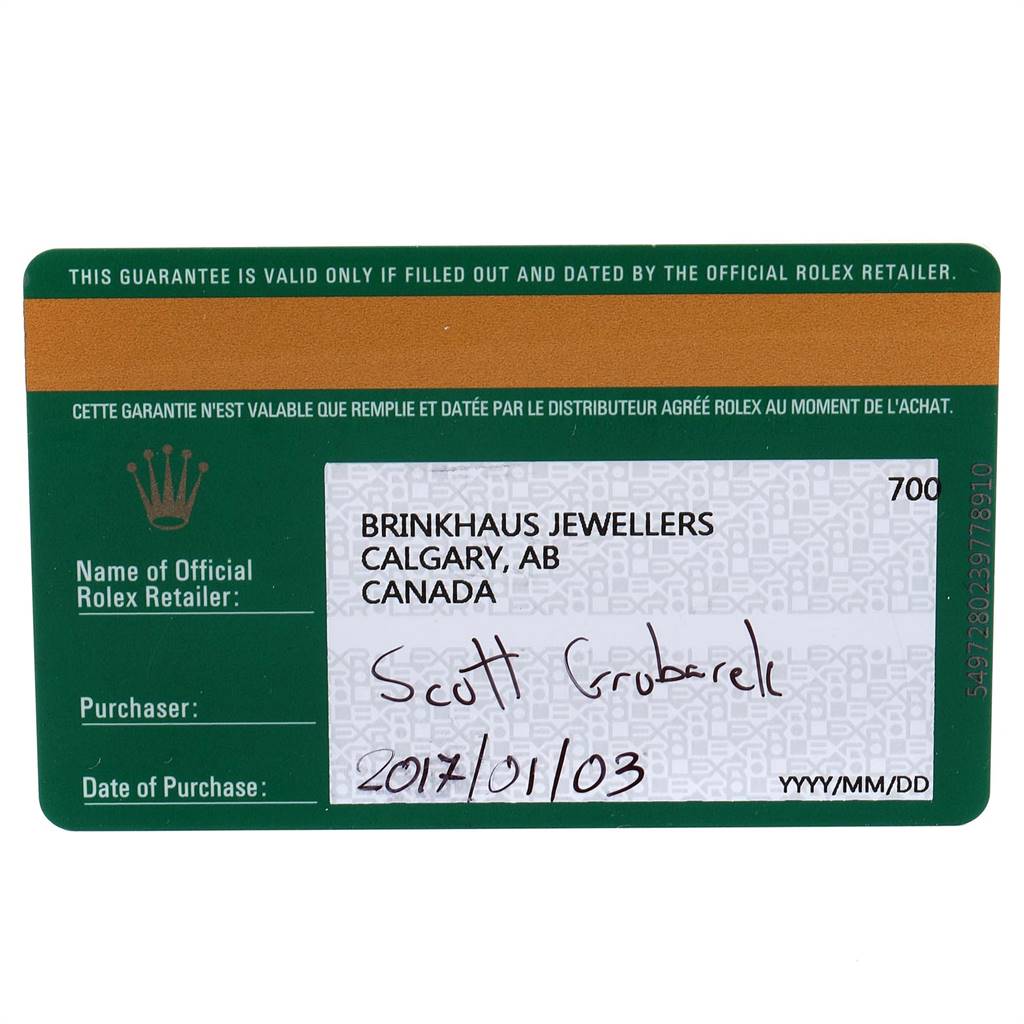 THIS GUARANTEE IS VALID ONLY IF FILLED OUT AND DATED BY THE OFFICIAL ROLEX RETAILER.
CETTE GARANTIE N'EST VALABLE QUE REMPLIE ET DATÉE PAR LE DISTRIBUTEUR AGRÉÉ ROLEX AU MOMENT DE L'ACHAT.
700
BRINKHAUS JEWELLERS
CALGARY, AB
CANADA
Name of Official
Rolex Retailer:
Purchaser:
Scott Grubarek
Date of Purchase:
2017/01/03
YYYY/MM/DD
5497280239778910